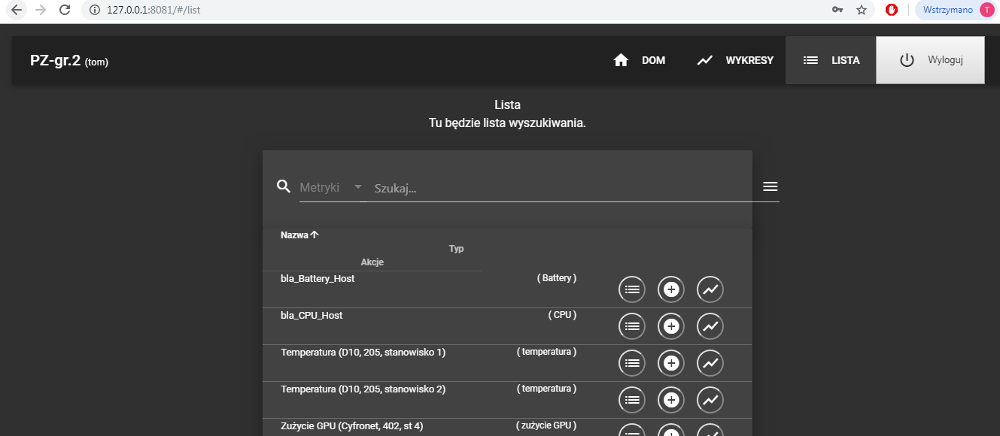 127.0.0.1:8081/#/list
Wstrzymano T
PZ-gr.2 (tom) DOM WYKRESY LISTA Wyloguj
Lista
Tu będzie lista wyszukiwania.
Metryki Szukaj...
Nazwa
Typ
Akcje
bla_Battery_Host ( Battery )
bla_CPU_Host ( CPU )
Temperatura (D10, 205, stanowisko 1) ( temperatura )
Temperatura (D10, 205, stanowisko 2) ( temperatura )
Zużycie GPU (Cyfronet, 402, st 4) ( zużycie GPU )